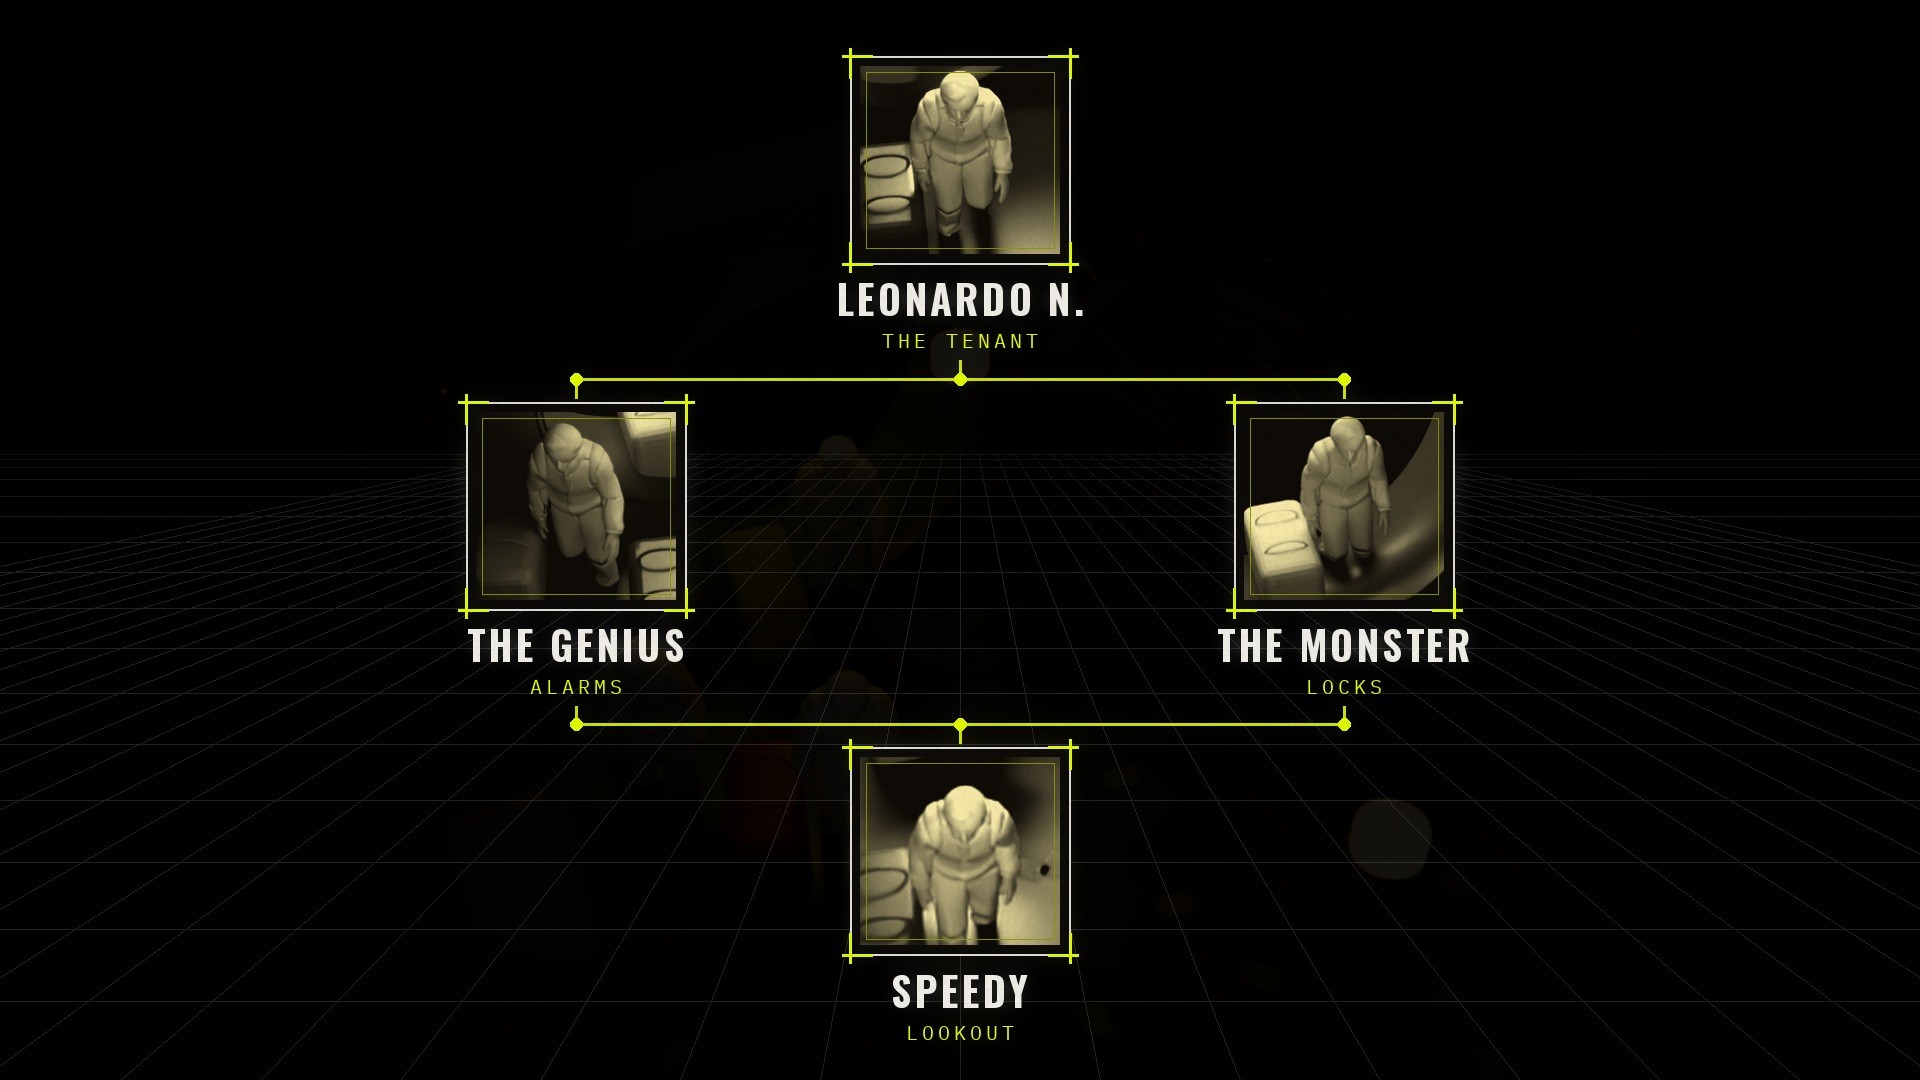 LEONARDO N.
THE TENANT
THE GENIUS
ALARMS
THE MONSTER
LOCKS
SPEEDY
LOOKOUT